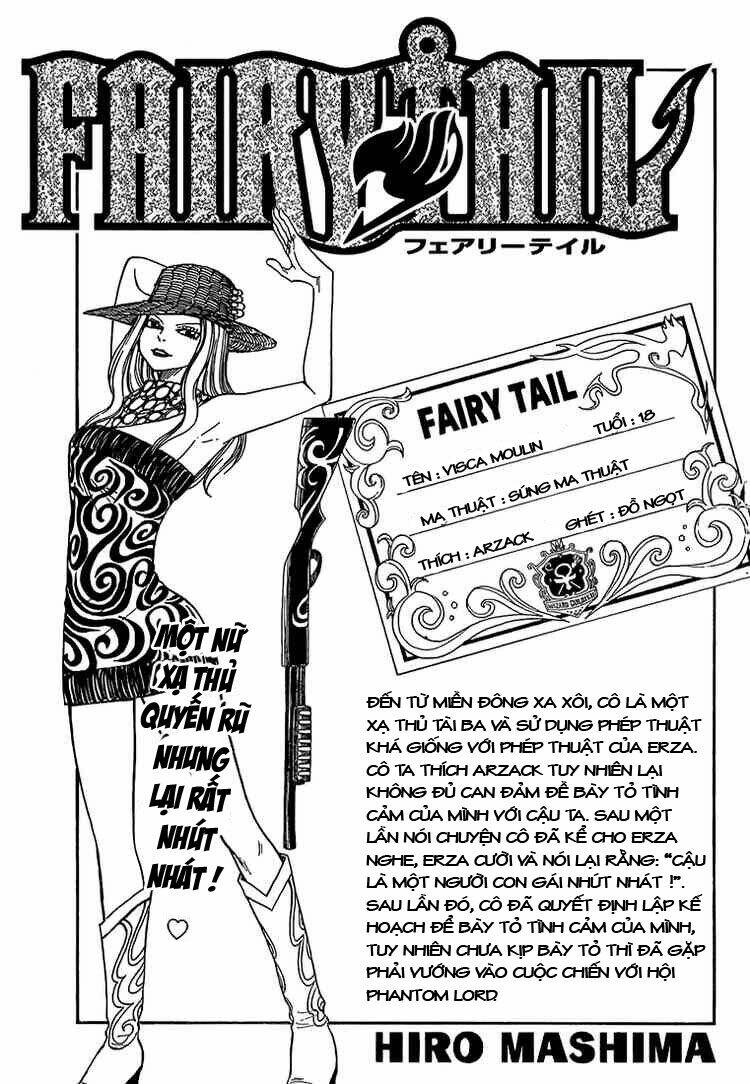 FAIRY TAIL
フェアリーテイル
FAIRY TAIL
TÊN : VISCA MOULIN TUỔI : 18
MA THUẬT : SÚNG MA THUẬT
THÍCH : ARZACK GHÉT : ĐỒ NGỌT
MỘT NỮ
XẠ THỦ
QUYẾN RŨ
NHƯNG
LẠI RẤT
NHÚT
NHÁT !
ĐẾN TỪ MIỀN ĐÔNG XA XÔI, CÔ LÀ MỘT
XẠ THỦ TÀI BA VÀ SỬ DỤNG PHÉP THUẬT
KHÁ GIỐNG VỚI PHÉP THUẬT CỦA ERZA.
CÔ TA THÍCH ARZACK TUY NHIÊN LẠI
KHÔNG ĐỦ CAN ĐẢM ĐỀ BÀY TỎ TÌNH
CẢM CỦA MÌNH VỚI CẬU TA. SAU MỘT
LẦN NÓI CHUYỆN CÔ ĐÃ KỂ CHO ERZA
NGHE, ERZA CƯỜI VÀ NÓI LẠI RẰNG: "CẬU
LÀ MỘT NGƯỜI CON GÁI NHÚT NHÁT !".
SAU LẦN ĐÓ, CÔ ĐÃ QUYẾT ĐỊNH LẬP KẾ
HOẠCH ĐỂ BÀY TỎ TÌNH CẢM CỦA MÌNH,
TUY NHIÊN CHƯA KỊP BÀY TỎ THÌ ĐÃ GẶP
PHẢI VƯỚNG VÀO CUỘC CHIẾN VỚI HỘI
PHANTOM LORD.
HIRO MASHIMA